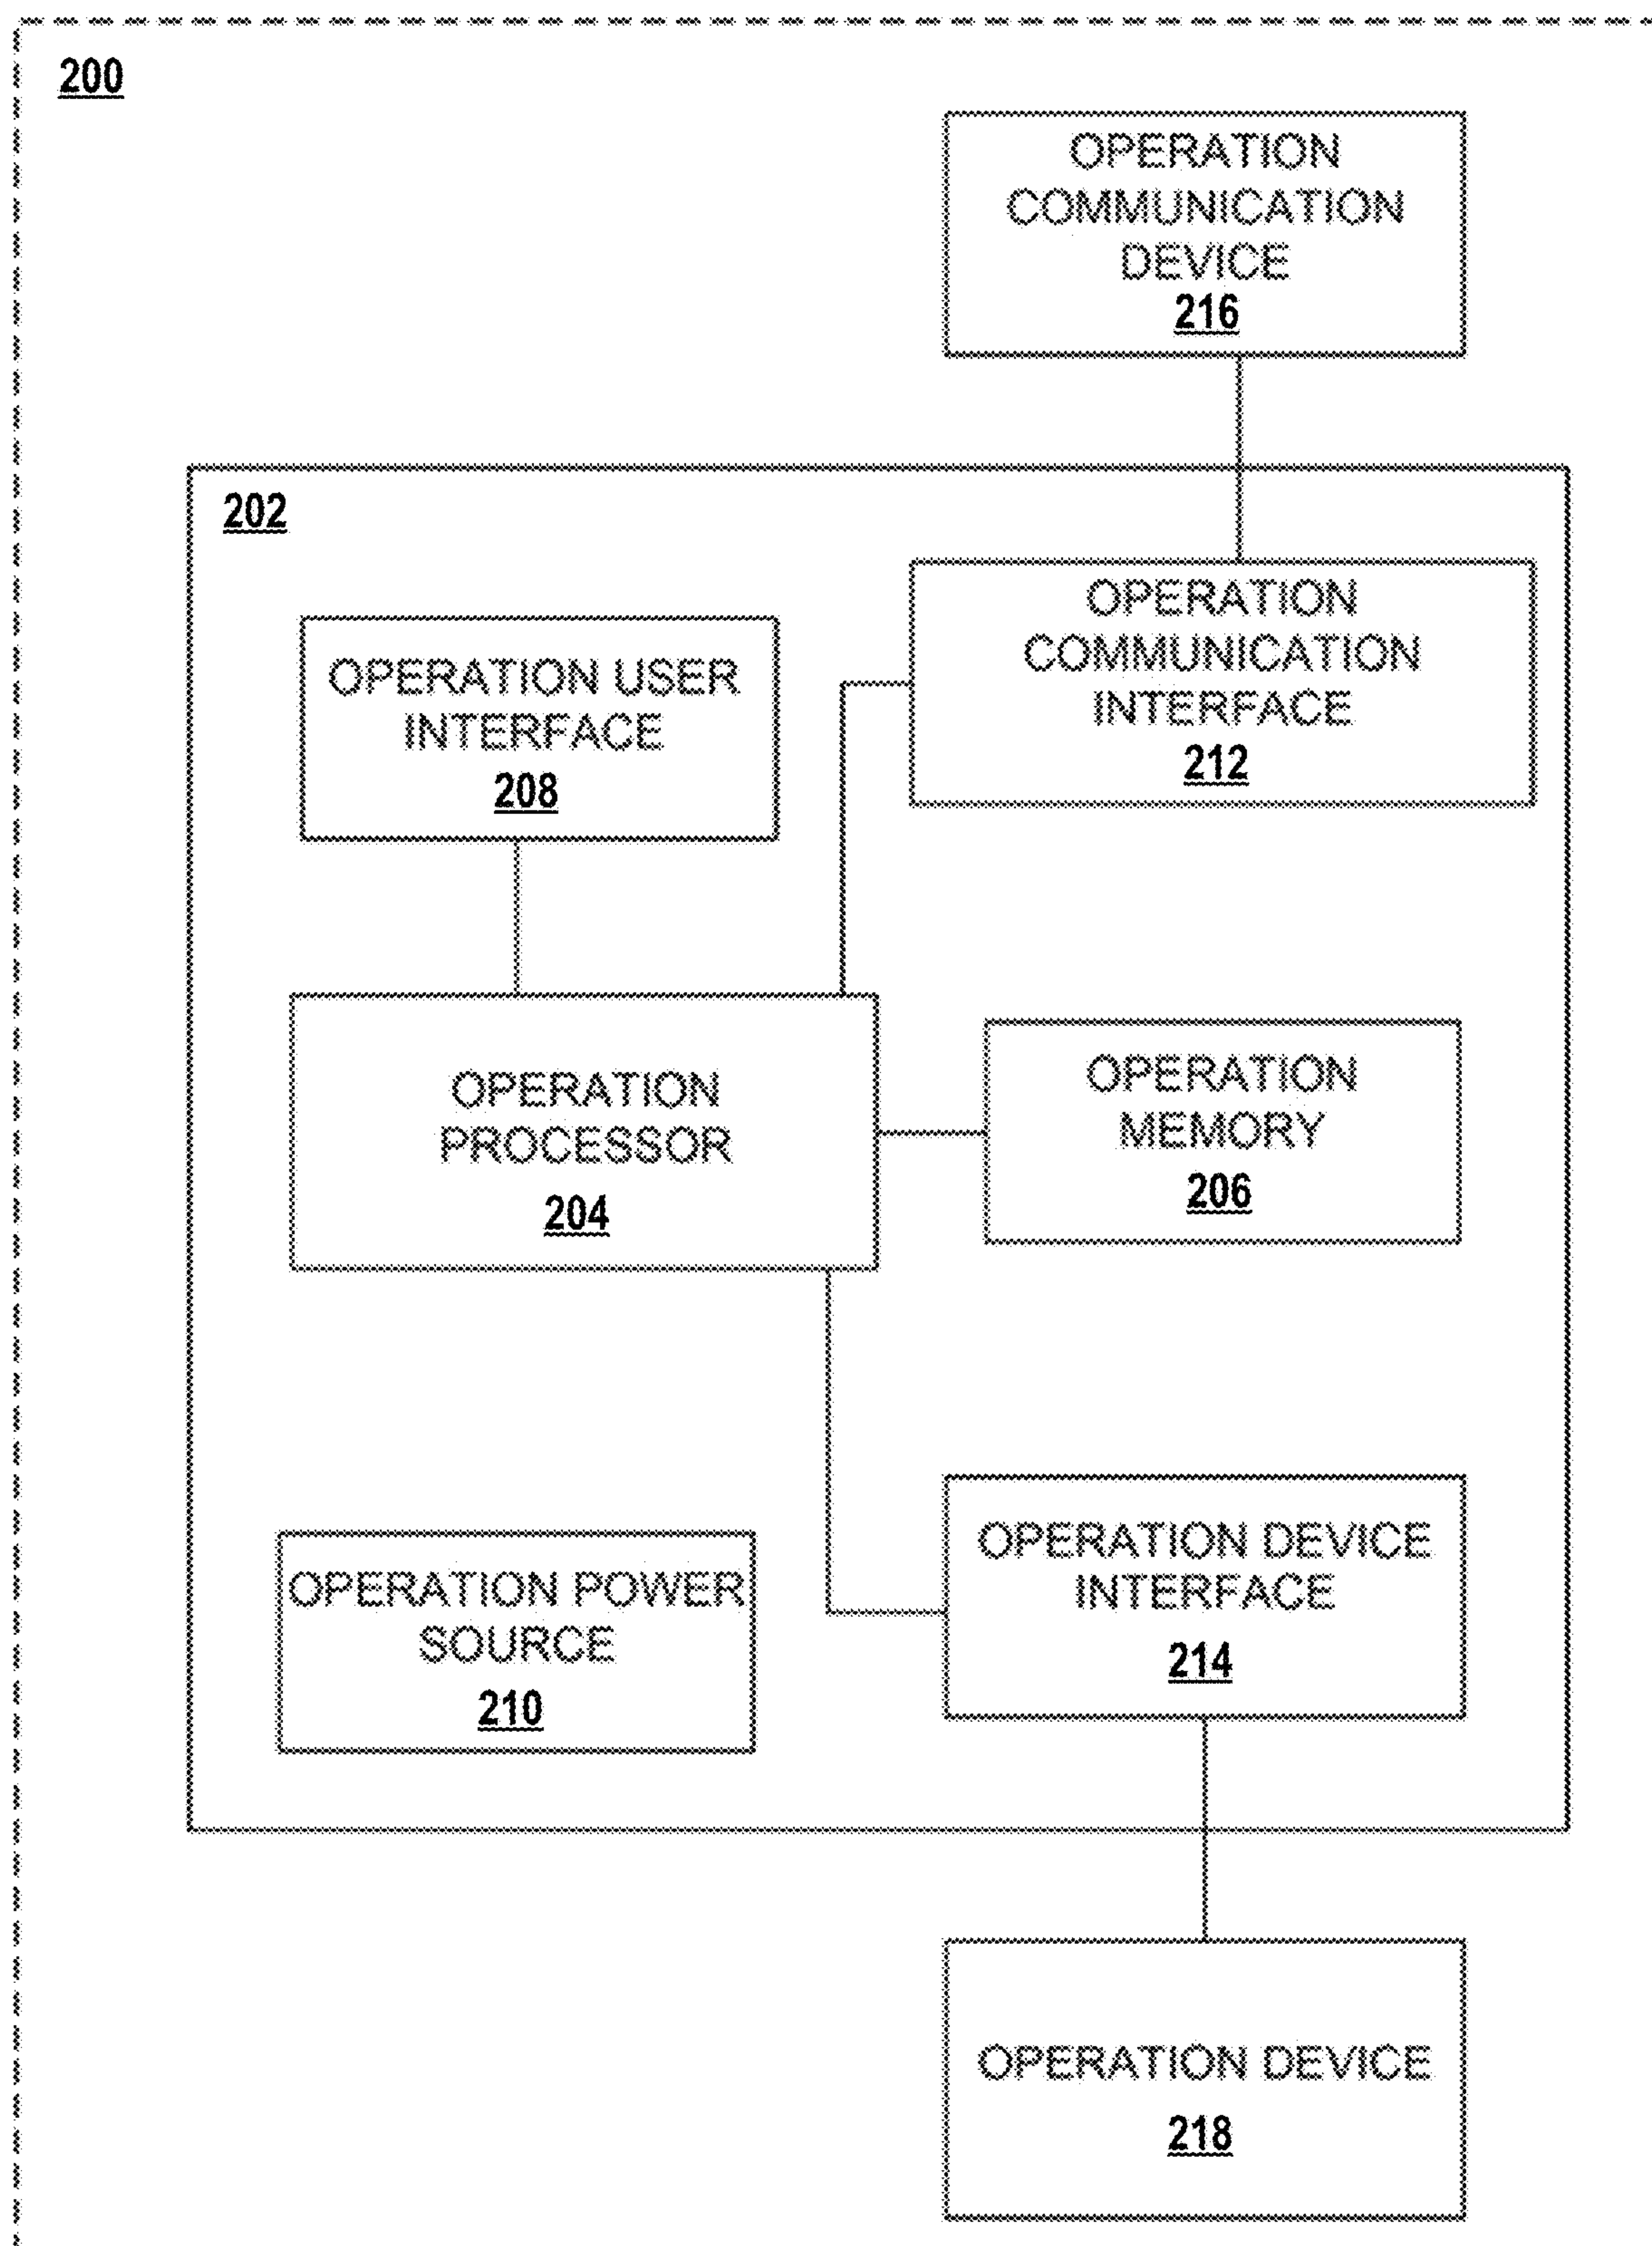 200
OPERATION
COMMUNICATION
DEVICE
216
202
OPERATION
COMMUNICATION
INTERFACE
212
OPERATION USER
INTERFACE
208
OPERATION
PROCESSOR
204
OPERATION
MEMORY
206
OPERATION DEVICE
INTERFACE
214
OPERATION POWER
SOURCE
210
OPERATION DEVICE
218